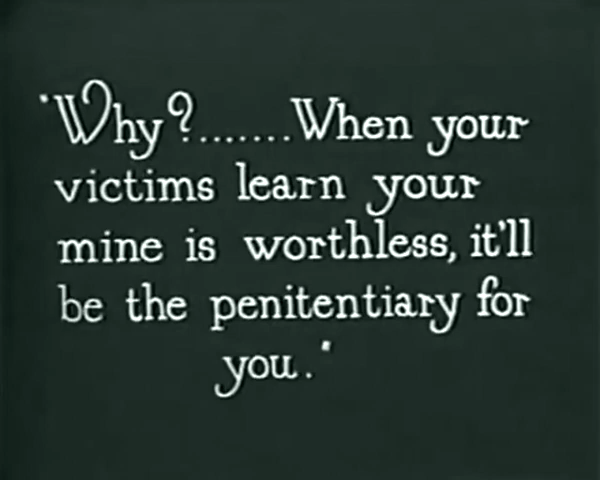 "Why?.......When your
victims learn your
mine is worthless, it'll
be the penitentiary for
you."